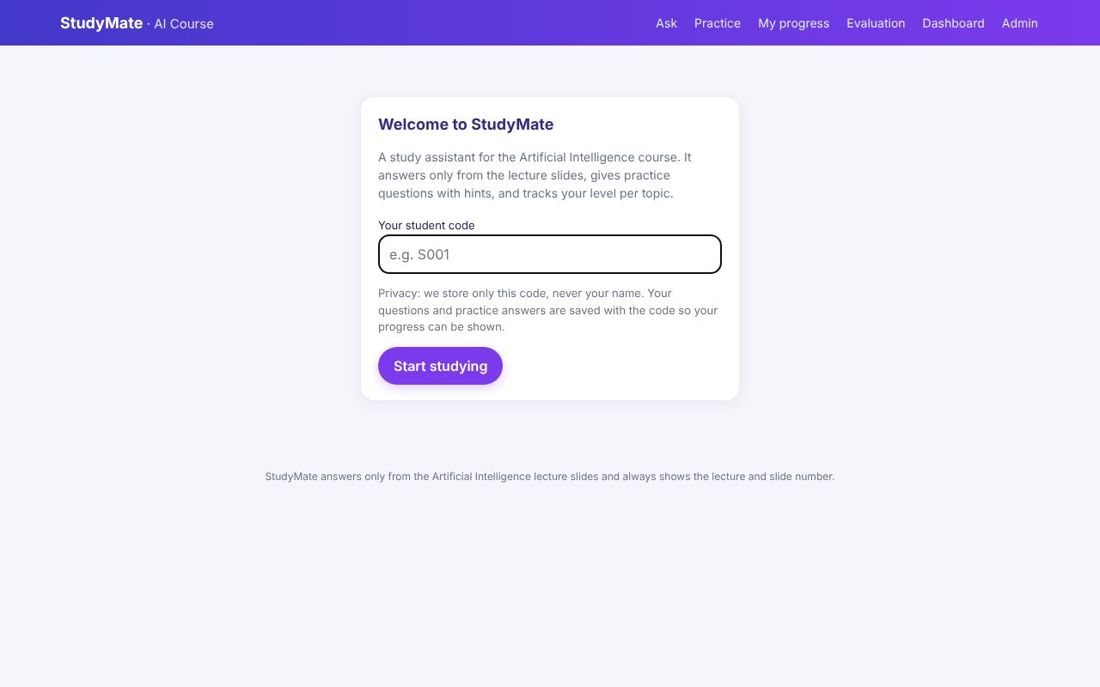 StudyMate · AI Course
Ask Practice My progress Evaluation Dashboard Admin
Welcome to StudyMate
A study assistant for the Artificial Intelligence course. It
answers only from the lecture slides, gives practice
questions with hints, and tracks your level per topic.
Your student code
e.g. S001
Privacy: we store only this code, never your name. Your
questions and practice answers are saved with the code so your
progress can be shown.
Start studying
StudyMate answers only from the Artificial Intelligence lecture slides and always shows the lecture and slide number.